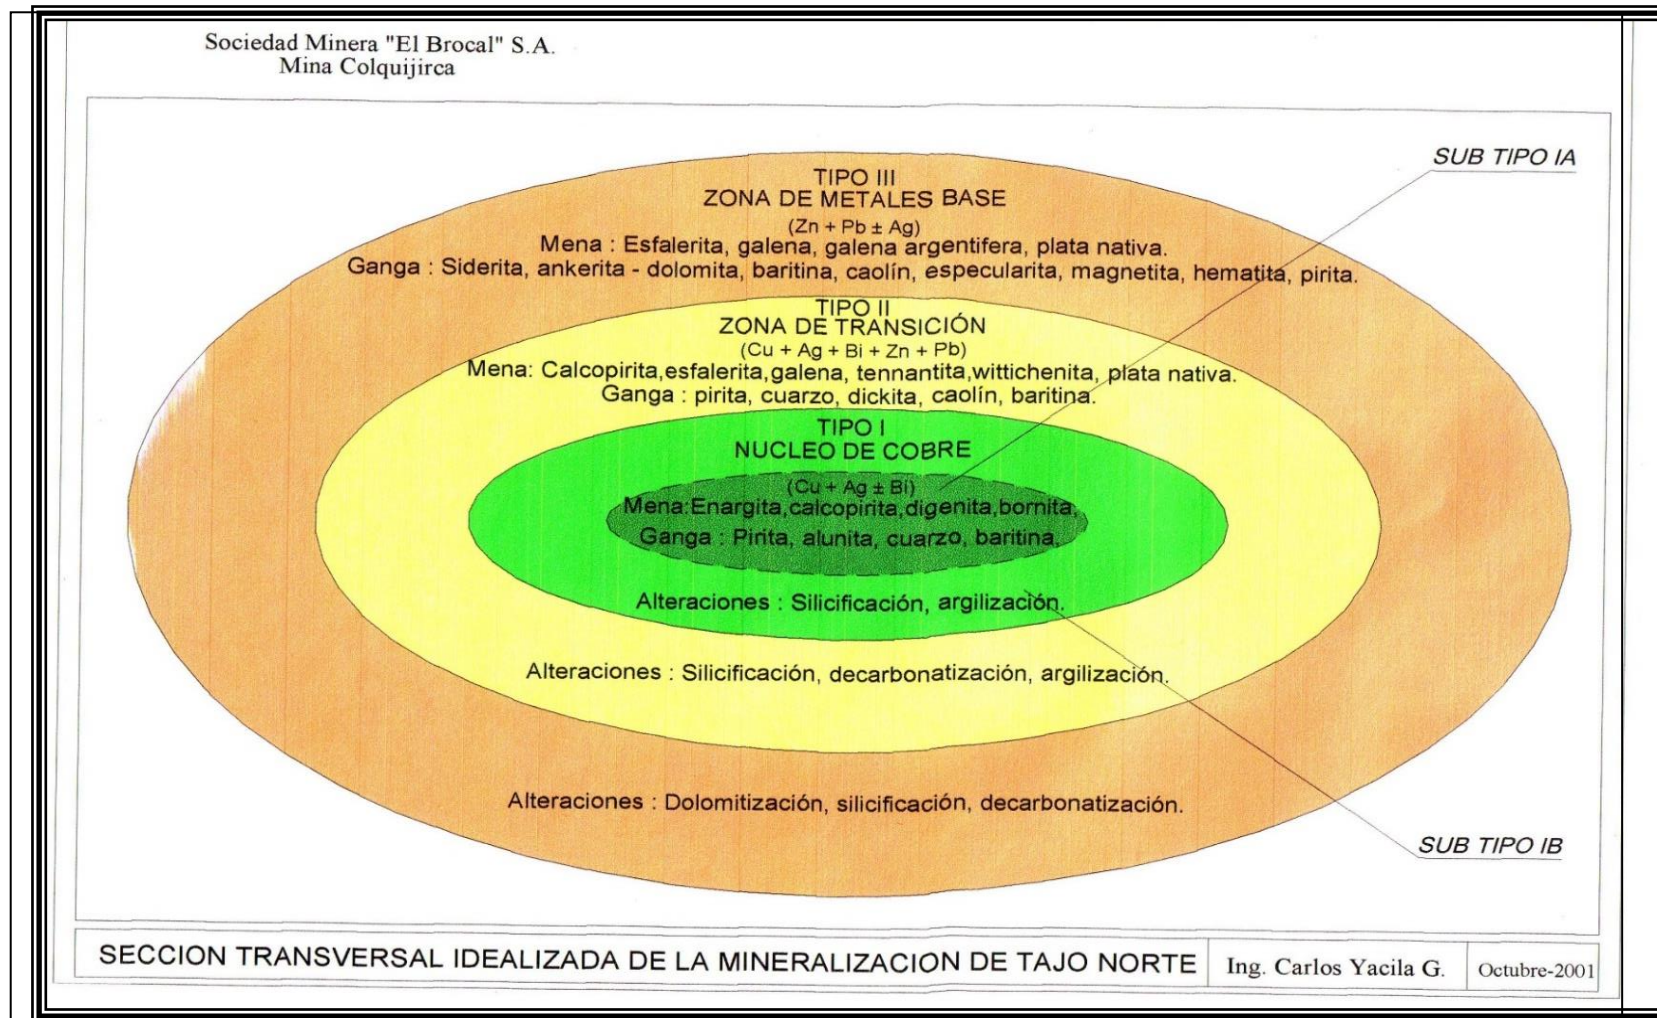 Sociedad Minera "El Brocal" S.A.
Mina Colquijirca
SUB TIPO IA
TIPO III
ZONA DE METALES BASE
(Zn + Pb ± Ag)
Mena : Esfalerita, galena, galena argentifera, plata nativa.
Ganga : Siderita, ankerita - dolomita, baritina, caolín, especularita, magnetita, hematita, pirita.
TIPO II
ZONA DE TRANSICIÓN
(Cu + Ag + Bi + Zn + Pb)
Mena: Calcopirita,esfalerita,galena, tennantita,wittichenita, plata nativa.
Ganga : pirita, cuarzo, dickita, caolín, baritina.
TIPO I
NUCLEO DE COBRE
(Cu + Ag ± Bi)
Mena:Enargita,calcopirita,digenita,bornita,
Ganga : Pirita, alunita, cuarzo, baritina,
Alteraciones : Silicificación, argilización.
Alteraciones : Silicificación, decarbonatización, argilización.
Alteraciones : Dolomitización, silicificación, decarbonatización.
SUB TIPO IB
SECCION TRANSVERSAL IDEALIZADA DE LA MINERALIZACION DE TAJO NORTE
Ing. Carlos Yacila G.
Octubre-2001